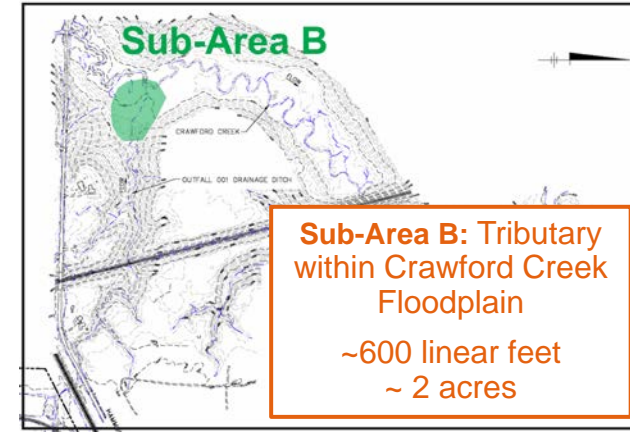 Sub-Area B
CRAWFORD CREEK
OUTFALL 001 DRAINAGE DITCH
Sub-Area B: Tributary
within Crawford Creek
Floodplain
~600 linear feet
~ 2 acres